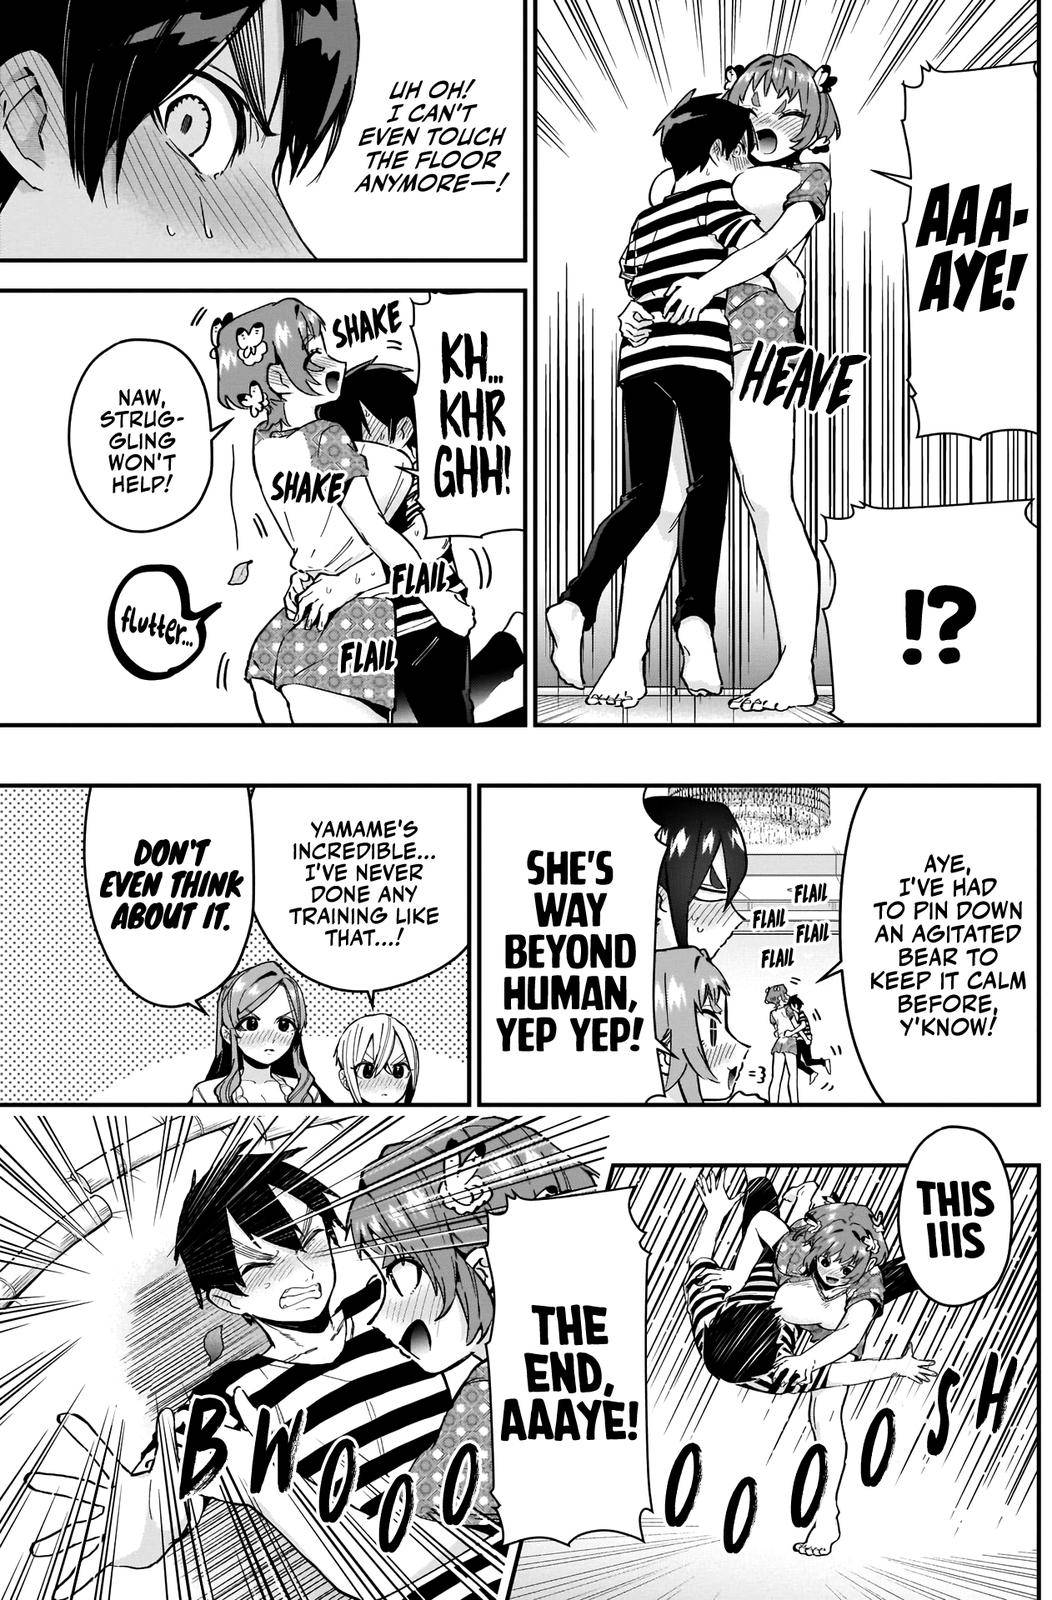 AAA-
AYE!
HEAVE
!?
UH OH!
I CAN'T
EVEN TOUCH
THE FLOOR
ANYMORE—!
SHAKE
KH...
KHR
GHH!
NAW,
STRUG-
GLING
WON'T
HELP!
SHAKE
FLAIL
flutter...
FLAIL
AYE,
I'VE HAD
TO PIN DOWN
AN AGITATED
BEAR TO
KEEP IT CALM
BEFORE,
Y'KNOW!
FLAIL
FLAIL
FLAIL
FLAIL
SHE'S
WAY
BEYOND
HUMAN,
YEP YEP!
YAMAME'S
INCREDIBLE...
I'VE NEVER
DONE ANY
TRAINING LIKE
THAT...!
DON'T
EVEN THINK
ABOUT IT.
THIS
IIIS
THE
END,
AAAYE!
BWOOO
OOOOSH